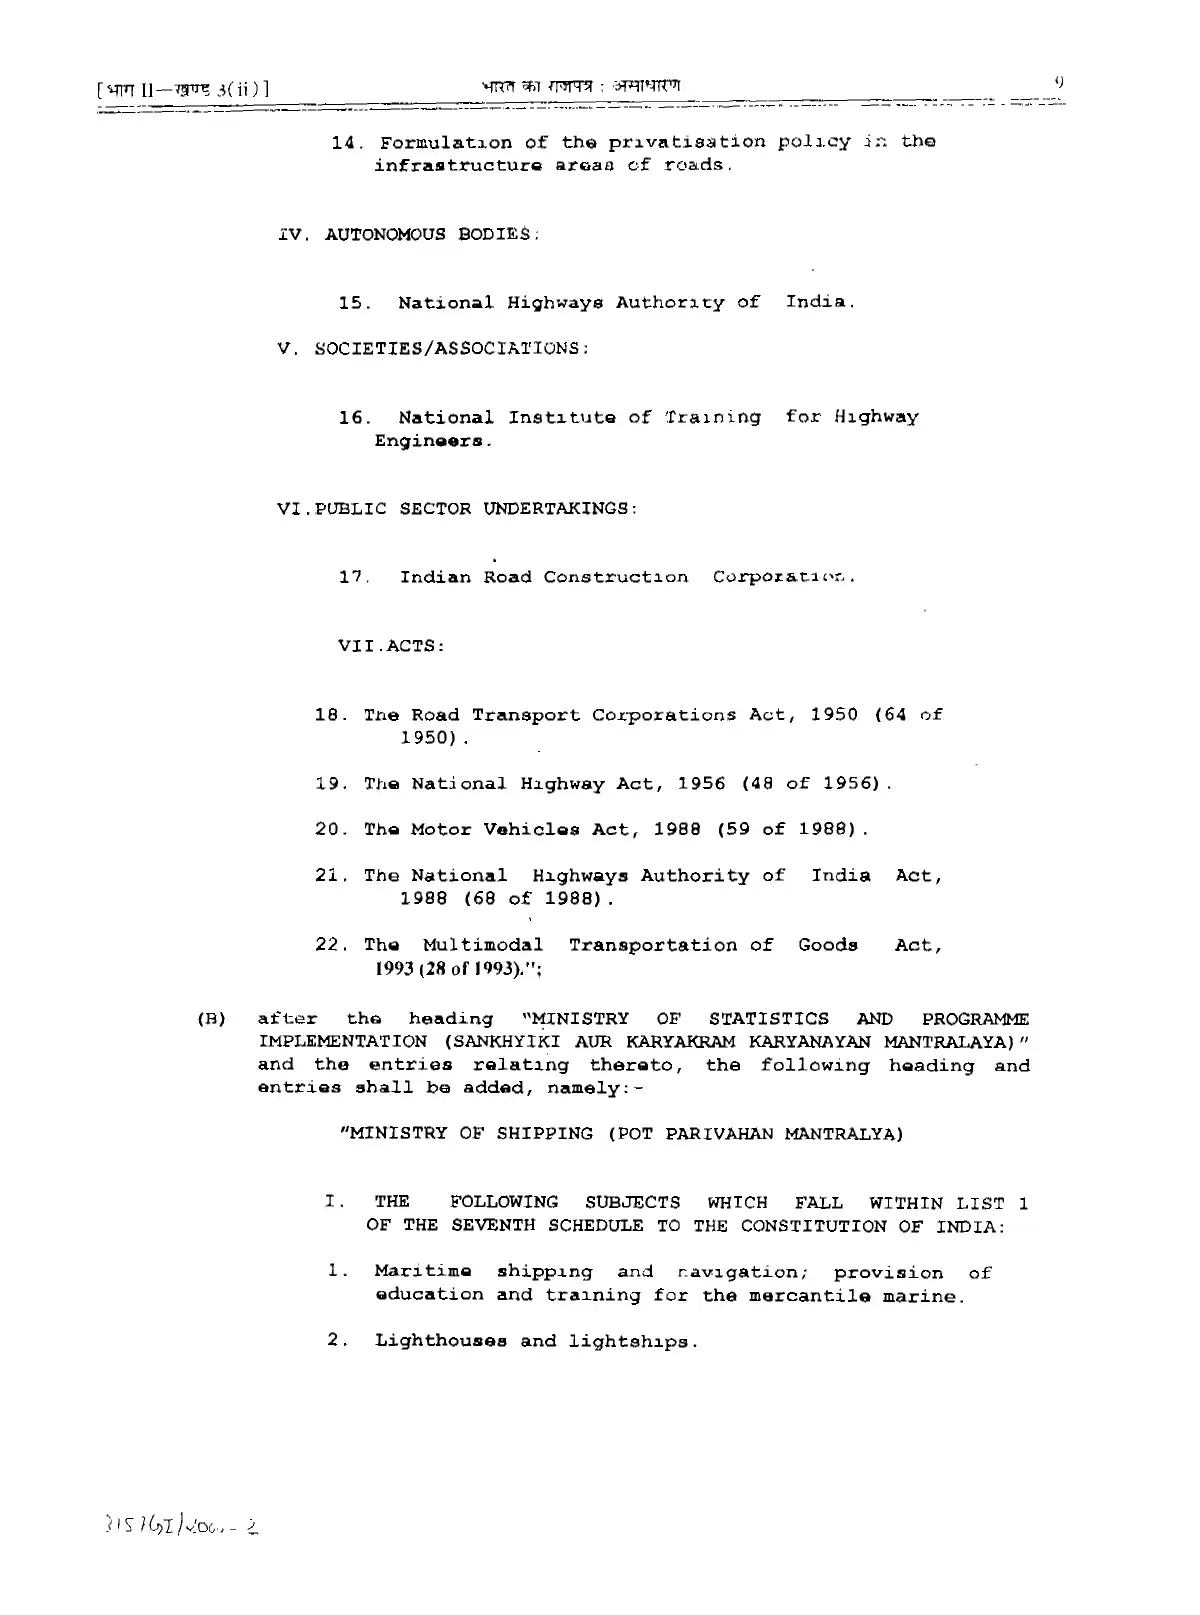 [भाग II—खण्ड 3(ii)] भारत का राजपत्र : असाधारण 9
14. Formulation of the privatisation policy in the
infrastructure areas of roads.
IV. AUTONOMOUS BODIES:
15. National Highways Authority of India.
V. SOCIETIES/ASSOCIATIONS:
16. National Institute of Training for Highway
Engineers.
VI.PUBLIC SECTOR UNDERTAKINGS:
17. Indian Road Construction Corporation.
VII.ACTS:
18. The Road Transport Corporations Act, 1950 (64 of
1950).
19. The National Highway Act, 1956 (48 of 1956).
20. The Motor Vehicles Act, 1988 (59 of 1988).
21. The National Highways Authority of India Act,
1988 (68 of 1988).
22. The Multimodal Transportation of Goods Act,
1993 (28 of 1993).";
(B) after the heading "MINISTRY OF STATISTICS AND PROGRAMME
IMPLEMENTATION (SANKHYIKI AUR KARYAKRAM KARYANAYAN MANTRALAYA)"
and the entries relating thereto, the following heading and
entries shall be added, namely:-
"MINISTRY OF SHIPPING (POT PARIVAHAN MANTRALYA)
I. THE FOLLOWING SUBJECTS WHICH FALL WITHIN LIST 1
OF THE SEVENTH SCHEDULE TO THE CONSTITUTION OF INDIA:
1. Maritime shipping and navigation; provision of
education and training for the mercantile marine.
2. Lighthouses and lightships.